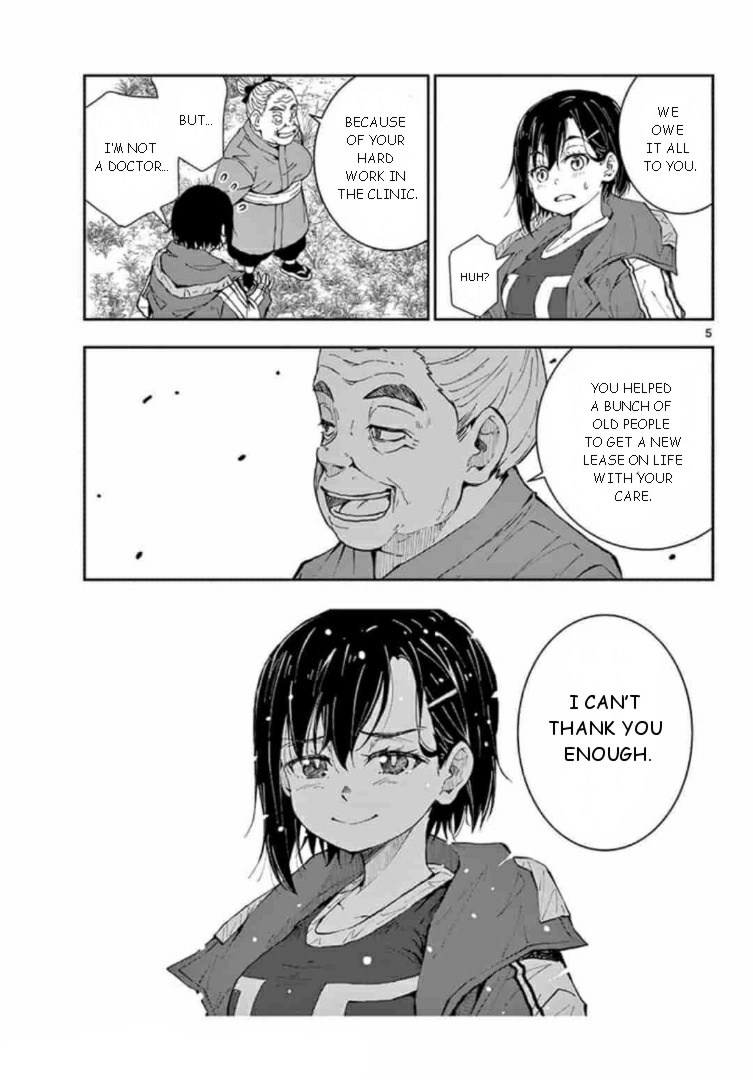 WE
OWE
IT ALL
TO YOU.
HUH?
BECAUSE
OF YOUR
HARD
WORK IN
THE CLINIC.
BUT...
I'M NOT
A DOCTOR...
5
YOU HELPED
A BUNCH OF
OLD PEOPLE
TO GET A NEW
LEASE ON LIFE
WITH YOUR
CARE.
I CAN'T
THANK YOU
ENOUGH.